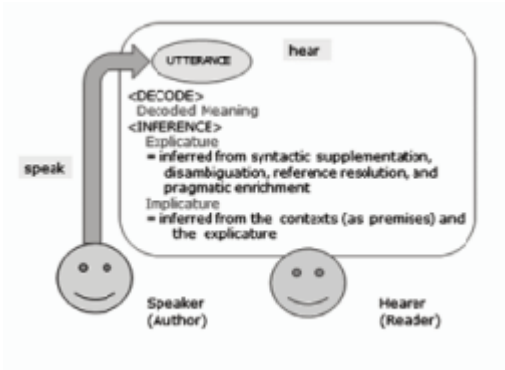 hear
UTTERANCE
<DECODE>
Decoded Meaning
<INFERENCE>
Explicature
= inferred from syntactic supplementation,
disambiguation, reference resolution, and
pragmatic enrichment
Implicature
= inferred from the contexts (as premises) and
the explicature
speak
Speaker
(Author)
Hearer
(Reader)